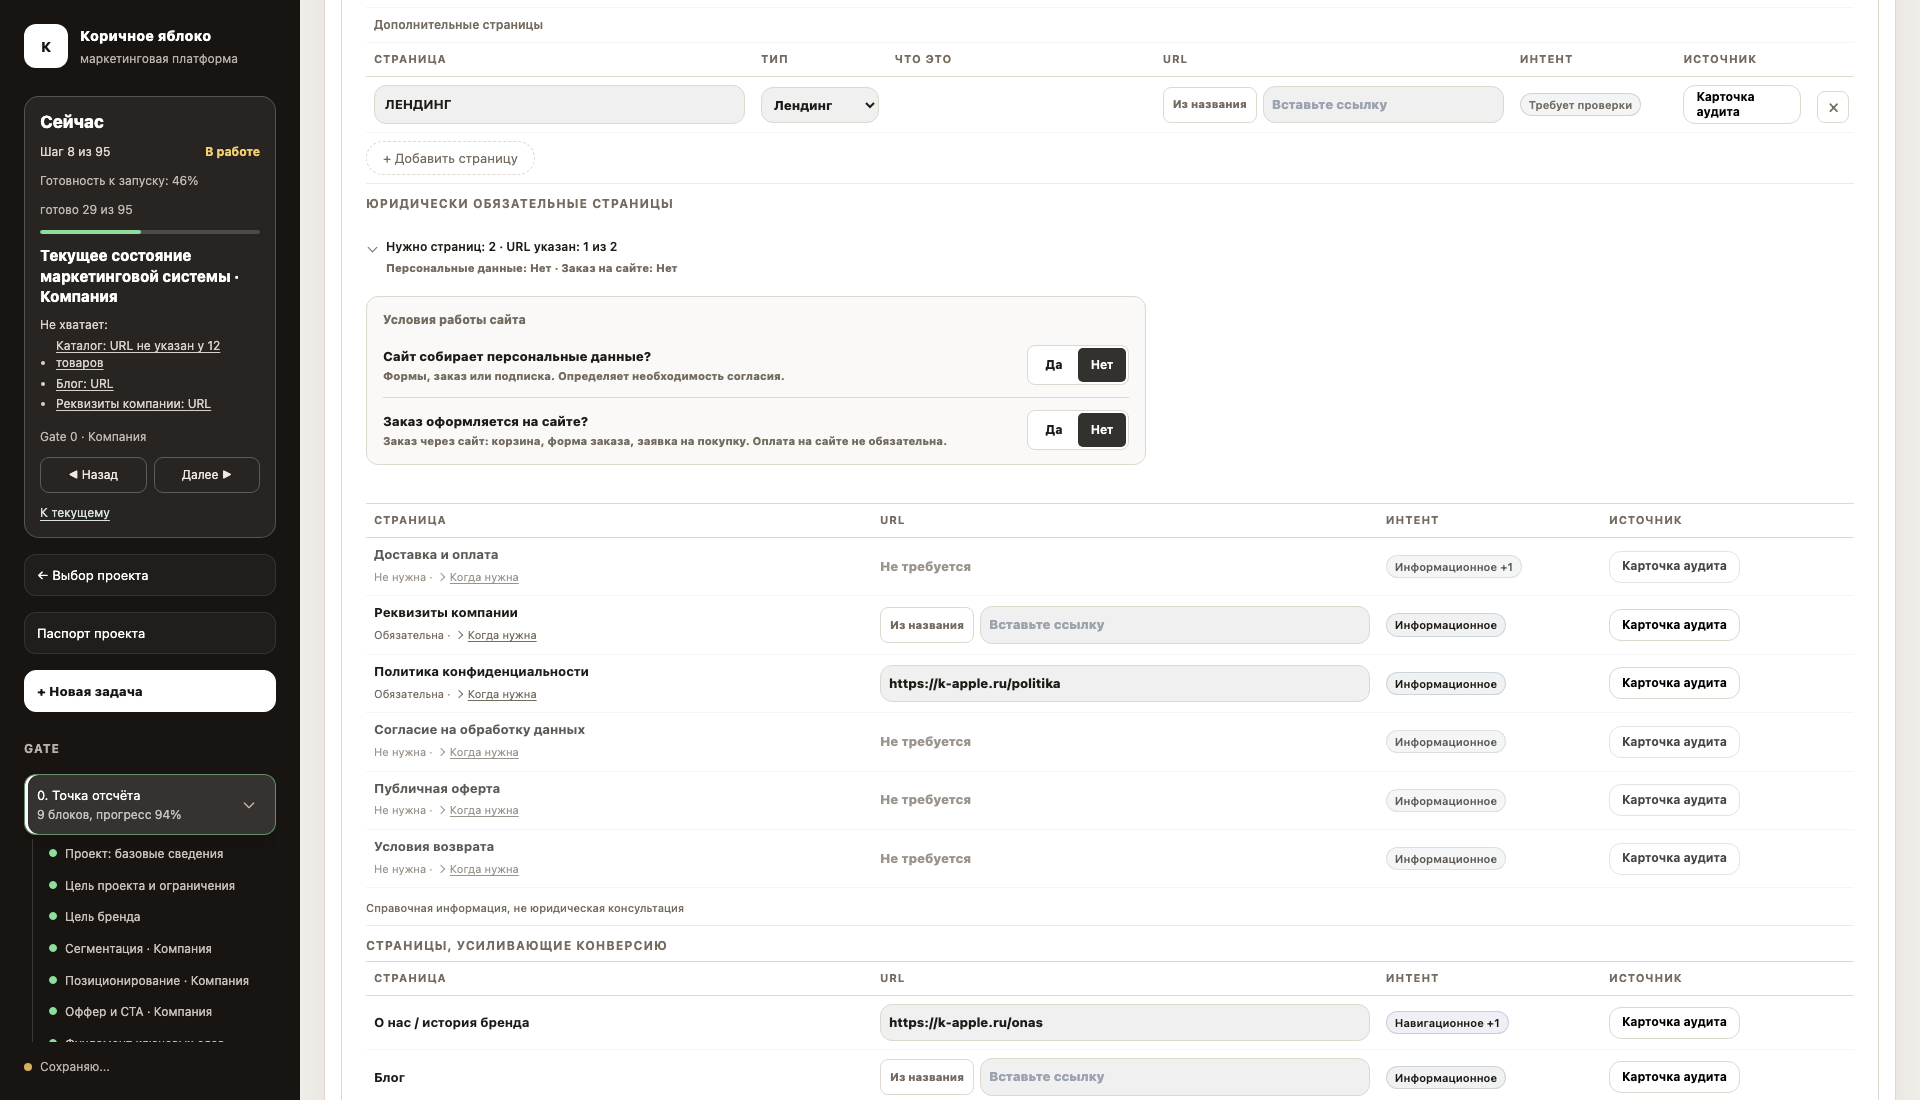 К
Коричное яблоко
маркетинговая платформа
Сейчас
Шаг 8 из 95
В работе
Готовность к запуску: 46%
готово 29 из 95
Текущее состояние
маркетинговой системы ·
Компания
Не хватает:
Каталог: URL не указан у 12
товаров
Блог: URL
Реквизиты компании: URL
Gate 0 · Компания
◀ Назад
Далее ▶
К текущему
← Выбор проекта
Паспорт проекта
+ Новая задача
GATE
0. Точка отсчёта
9 блоков, прогресс 94%
Проект: базовые сведения
Цель проекта и ограничения
Цель бренда
Сегментация · Компания
Позиционирование · Компания
Оффер и CTA · Компания
Сохраняю...
Дополнительные страницы
СТРАНИЦА
ТИП
ЧТО ЭТО
URL
ИНТЕНТ
ИСТОЧНИК
ЛЕНДИНГ
Лендинг
Из названия
Вставьте ссылку
Требует проверки
Карточка
аудита
×
+ Добавить страницу
ЮРИДИЧЕСКИ ОБЯЗАТЕЛЬНЫЕ СТРАНИЦЫ
Нужно страниц: 2 · URL указан: 1 из 2
Персональные данные: Нет · Заказ на сайте: Нет
Условия работы сайта
Сайт собирает персональные данные?
Формы, заказ или подписка. Определяет необходимость согласия.
Да
Нет
Заказ оформляется на сайте?
Заказ через сайт: корзина, форма заказа, заявка на покупку. Оплата на сайте не обязательна.
Да
Нет
СТРАНИЦА
URL
ИНТЕНТ
ИСТОЧНИК
Доставка и оплата
Не нужна · Когда нужна
Не требуется
Информационное +1
Карточка аудита
Реквизиты компании
Обязательна · Когда нужна
Из названия
Вставьте ссылку
Информационное
Карточка аудита
Политика конфиденциальности
Обязательна · Когда нужна
https://k-apple.ru/politika
Информационное
Карточка аудита
Согласие на обработку данных
Не нужна · Когда нужна
Не требуется
Информационное
Карточка аудита
Публичная оферта
Не нужна · Когда нужна
Не требуется
Информационное
Карточка аудита
Условия возврата
Не нужна · Когда нужна
Не требуется
Информационное
Карточка аудита
Справочная информация, не юридическая консультация
СТРАНИЦЫ, УСИЛИВАЮЩИЕ КОНВЕРСИЮ
СТРАНИЦА
URL
ИНТЕНТ
ИСТОЧНИК
О нас / история бренда
https://k-apple.ru/onas
Навигационное +1
Карточка аудита
Блог
Из названия
Вставьте ссылку
Информационное
Карточка аудита